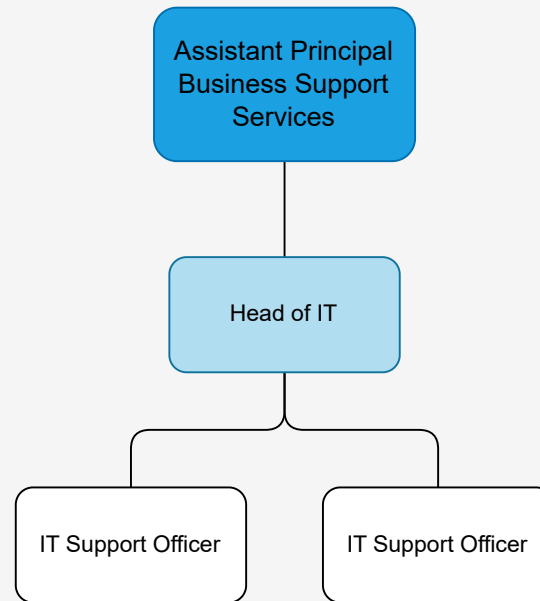 Assistant Principal
Business Support
Services
Head of IT
IT Support Officer
IT Support Officer